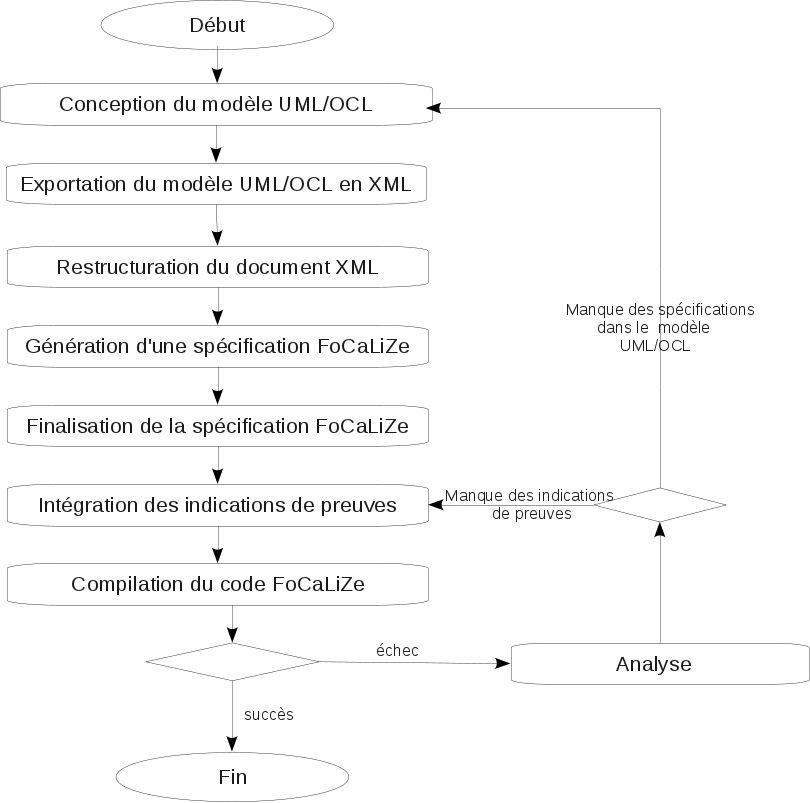 Début
Conception du modèle UML/OCL
Exportation du modèle UML/OCL en XML
Restructuration du document XML
Génération d'une spécification FoCaLiZe
Finalisation de la spécification FoCaLiZe
Intégration des indications de preuves
Compilation du code FoCaLiZe
échec
succès
Fin
Analyse
Manque des indications
de preuves
Manque des spécifications
dans le modèle
UML/OCL